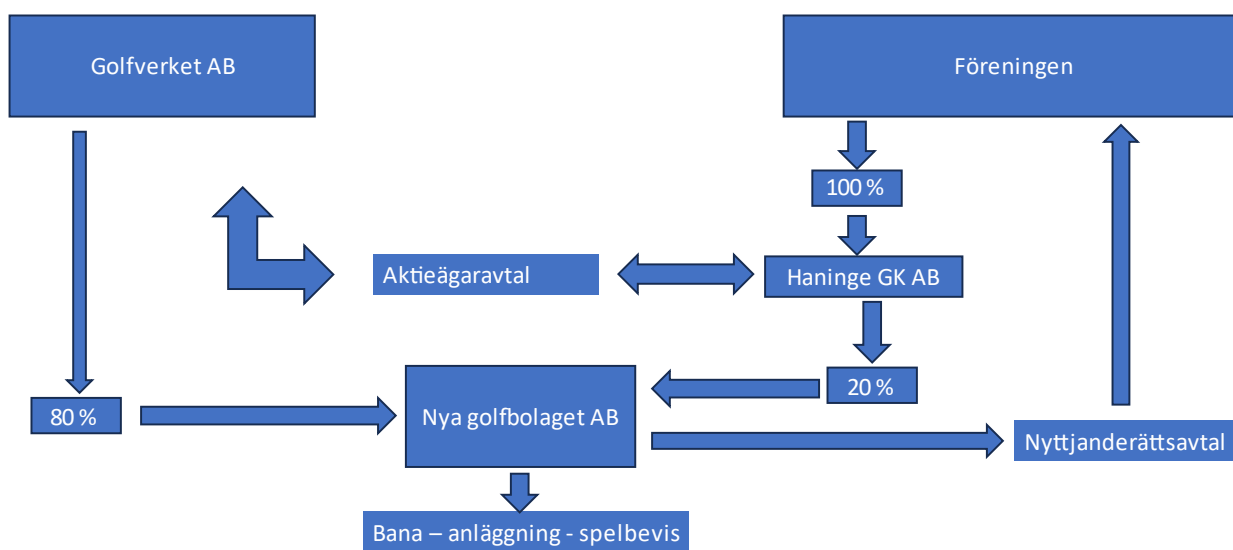 Golfverket AB
Föreningen
100 %
Aktieägaravtal
Haninge GK AB
20 %
80 %
Nya golfbolaget AB
Nyttjanderättsavtal
Bana – anläggning - spelbevis